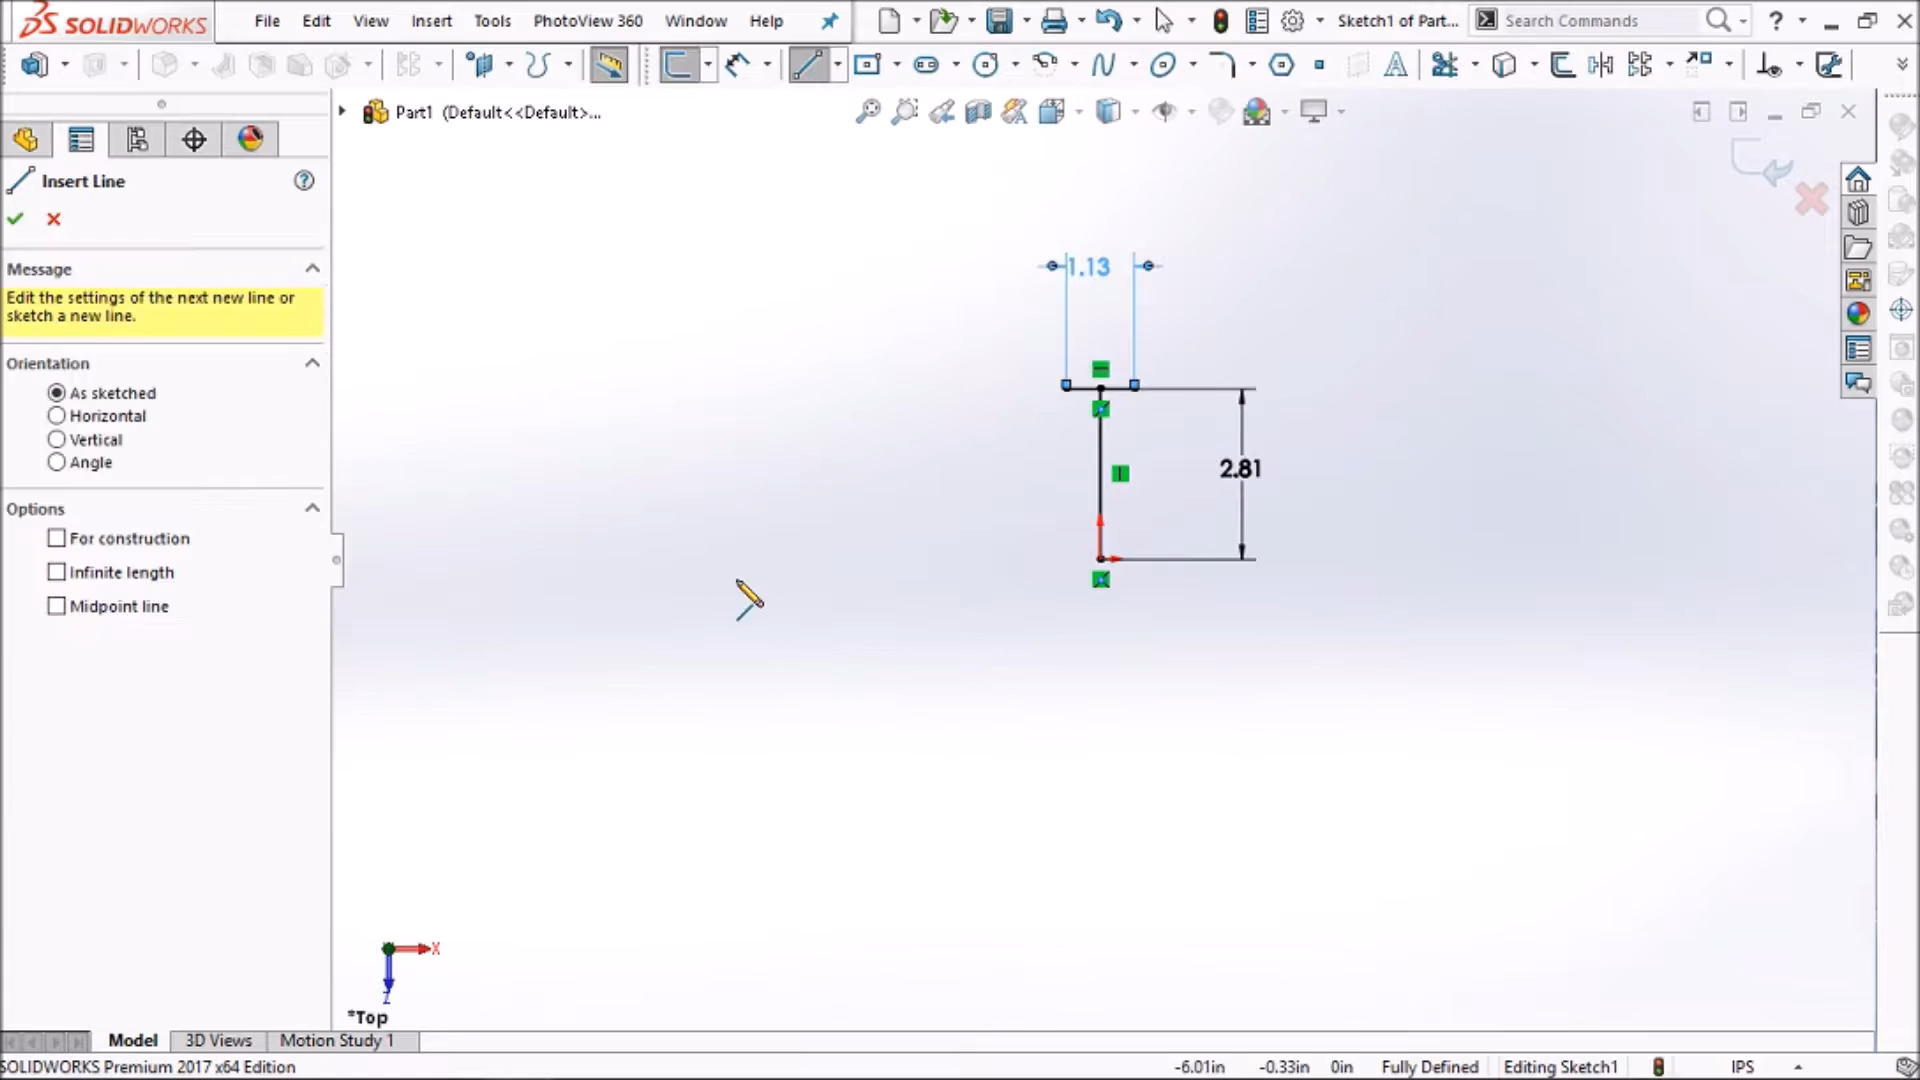 SOLIDWORKS File Edit View Insert Tools PhotoView 360 Window Help Sketch1 of Part... Search Commands ?
Part1 (Default<<Default>...
Insert Line
Message
Edit the settings of the next new line or
sketch a new line.
Orientation
As sketched
Horizontal
Vertical
Angle
Options
For construction
Infinite length
Midpoint line
1.13
2.81
X
Z
*Top
Model 3D Views Motion Study 1
SOLIDWORKS Premium 2017 x64 Edition -6.01in -0.33in 0in Fully Defined Editing Sketch1 IPS